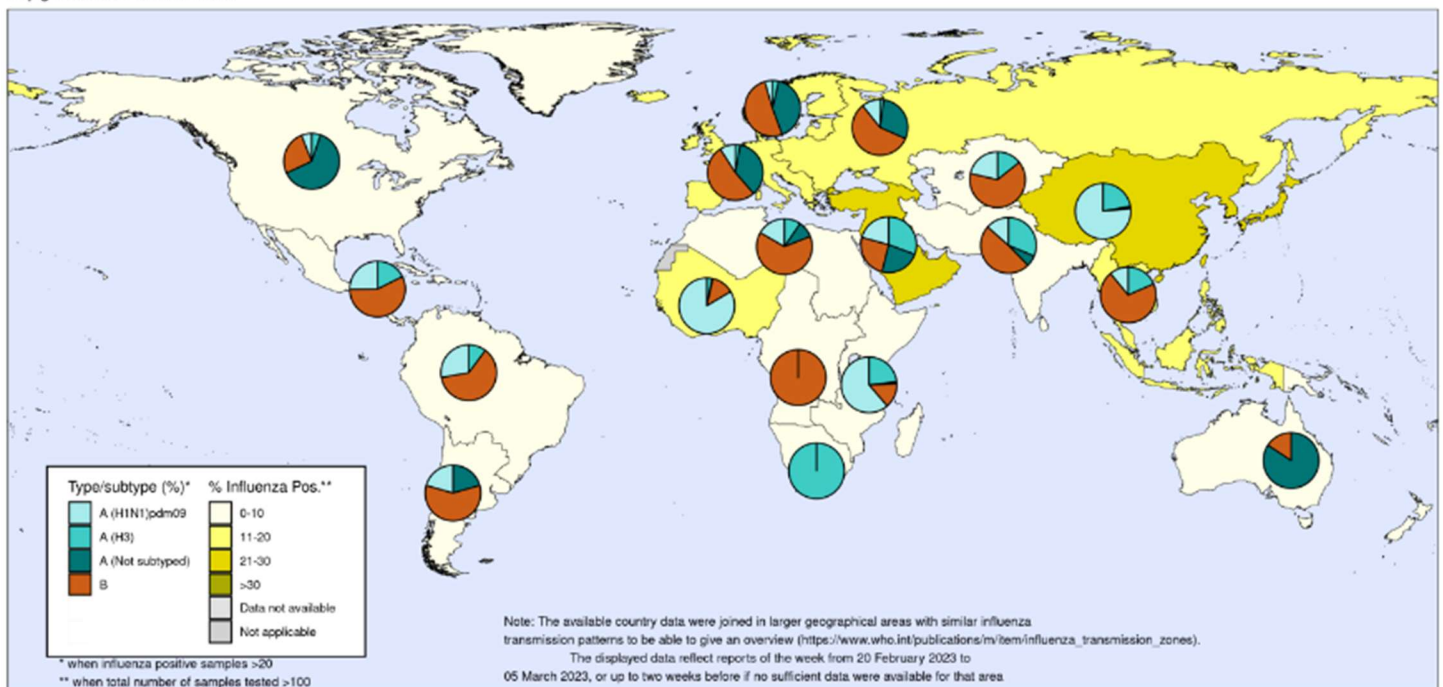 Type/subtype (%)* % Influenza Pos.**
A (H1N1)pdm09 0-10
A (H3) 11-20
A (Not subtyped) 21-30
B >30
Data not available
Not applicable
* when influenza positive samples >20
** when total number of samples tested >100
Note: The available country data were joined in larger geographical areas with similar influenza
transmission patterns to be able to give an overview (https://www.who.int/publications/m/item/influenza_transmission_zones).
The displayed data reflect reports of the week from 20 February 2023 to
05 March 2023, or up to two weeks before if no sufficient data were available for that area